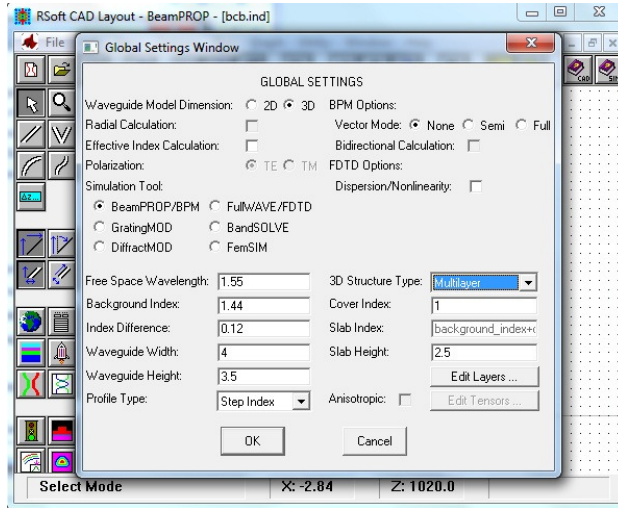 RSoft CAD Layout - BeamPROP - [bcb.ind]
File
Global Settings Window
GLOBAL SETTINGS
Waveguide Model Dimension: 2D 3D BPM Options:
Radial Calculation: Vector Mode: None Semi Full
Effective Index Calculation: Bidirectional Calculation:
Polarization: TE TM FDTD Options:
Simulation Tool: Dispersion/Nonlinearity:
BeamPROP/BPM FullWAVE/FDTD
GratingMOD BandSOLVE
DiffractMOD FemSIM
Free Space Wavelength: 1.55 3D Structure Type: Multilayer
Background Index: 1.44 Cover Index: 1
Index Difference: 0.12 Slab Index: background_index+
Waveguide Width: 4 Slab Height: 2.5
Waveguide Height: 3.5 Edit Layers ...
Profile Type: Step Index Anisotropic: Edit Tensors ...
OK Cancel
CAD
Select Mode X: -2.84 Z: 1020.0